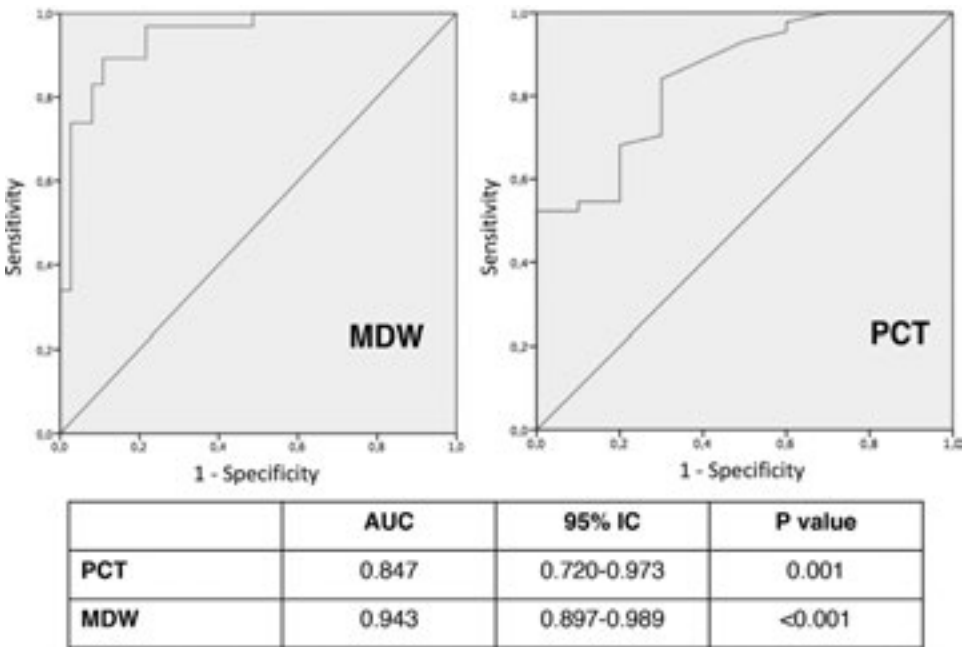 1,0
0,8
0,6
0,4
0,2
0,0
Sensitivity
MDW
0,0 0,2 0,4 0,6 0,8 1,0
1 - Specificity
1,0
0,8
0,6
0,4
0,2
0,0
Sensitivity
PCT
0,0 0,2 0,4 0,6 0,8 1,0
1 - Specificity
AUC 95% IC P value
PCT 0.847 0.720-0.973 0.001
MDW 0.943 0.897-0.989 <0.001